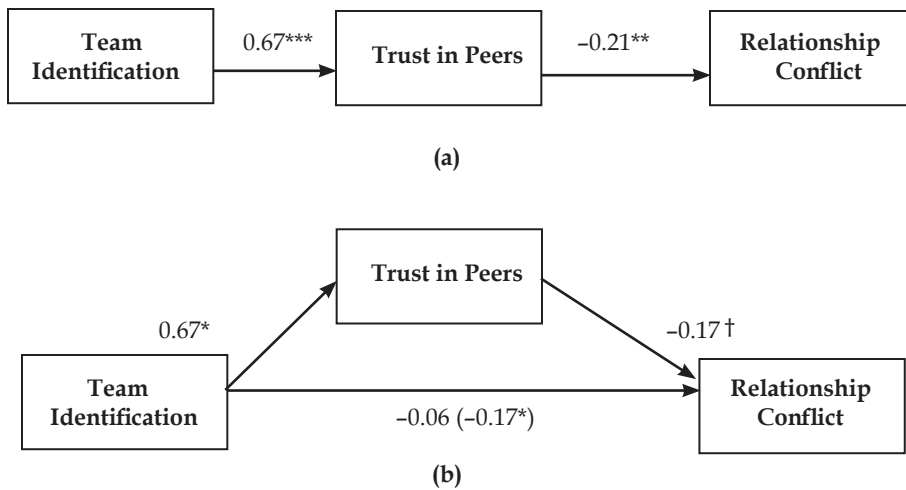 Team
Identification
0.67***
Trust in Peers
–0.21**
Relationship
Conflict
(a)
Trust in Peers
0.67*
–0.17 †
Team
Identification
–0.06 (–0.17*)
Relationship
Conflict
(b)